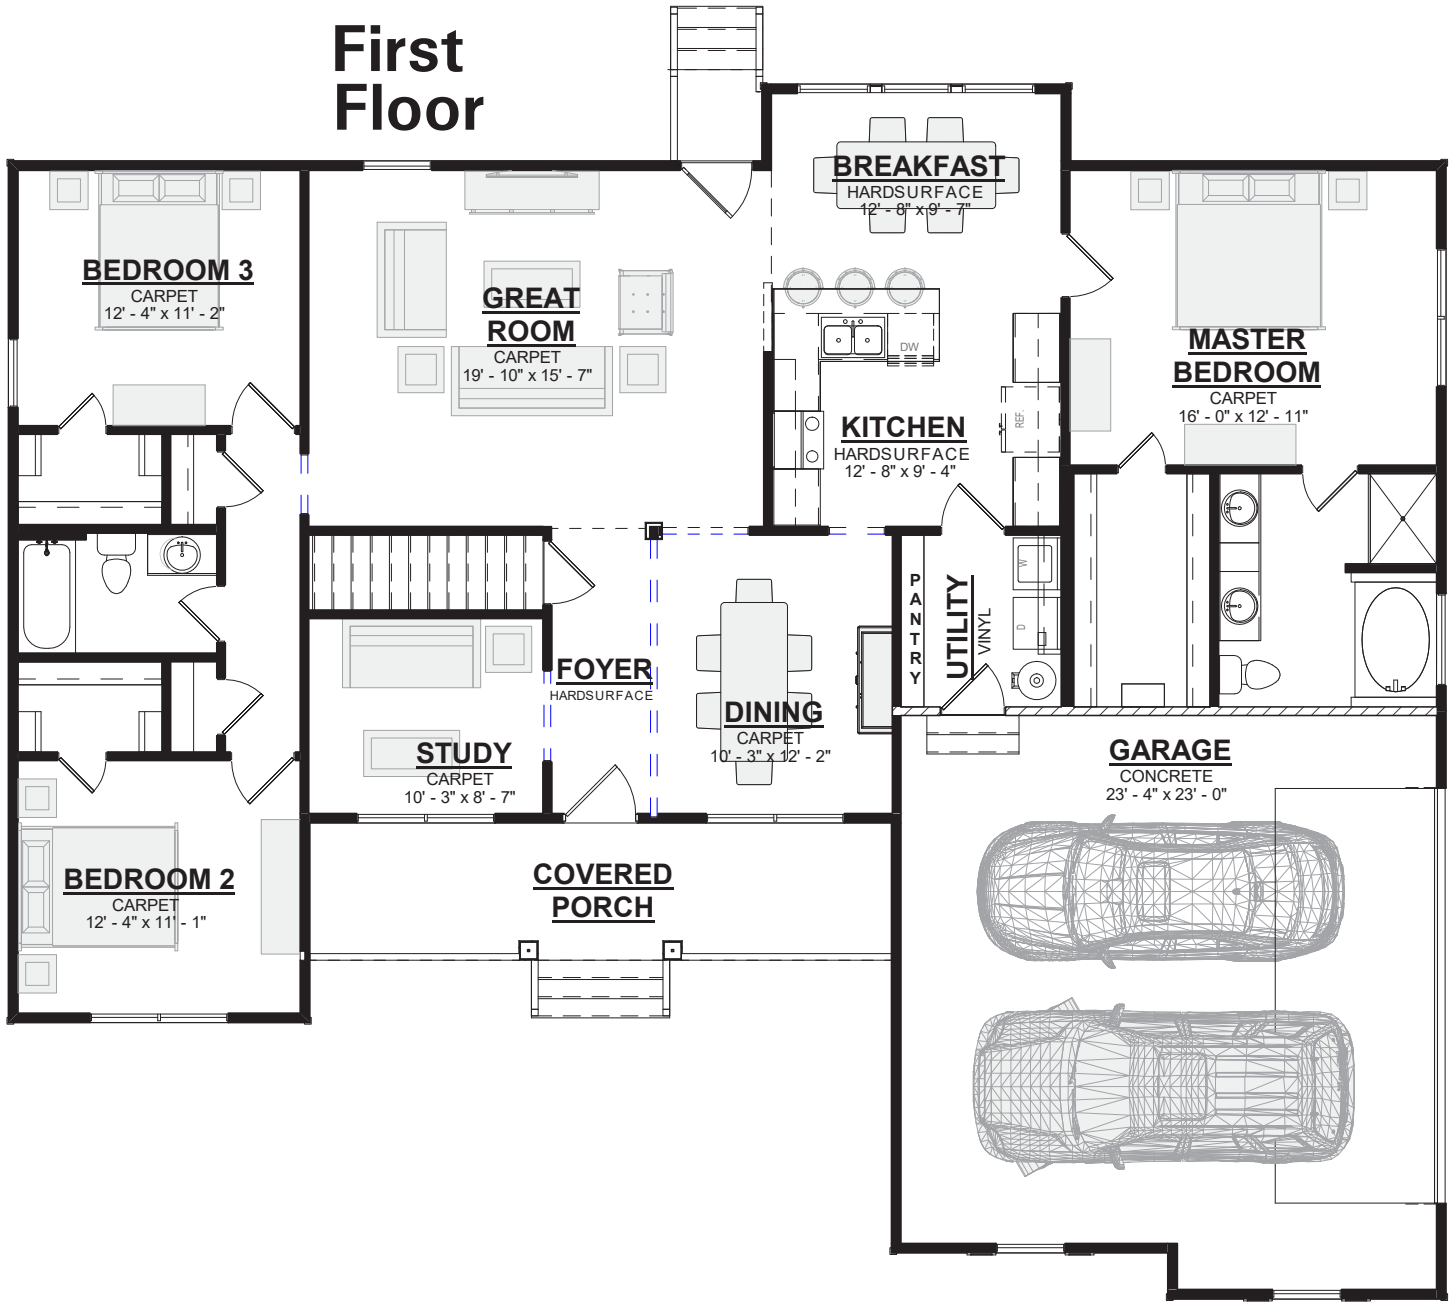 First
Floor
BREAKFAST
HARDSURFACE
12' - 8" x 9' - 7"
BEDROOM 3
CARPET
12' - 4" x 11' - 2"
GREAT
ROOM
CARPET
19' - 10" x 15' - 7"
DW
MASTER
BEDROOM
CARPET
16' - 0" x 12' - 11"
REF.
KITCHEN
HARDSURFACE
12' - 8" x 9' - 4"
PANTRY
UTILITY
VINYL
W
D
FOYER
HARDSURFACE
DINING
CARPET
10' - 3" x 12' - 2"
STUDY
CARPET
10' - 3" x 8' - 7"
GARAGE
CONCRETE
23' - 4" x 23' - 0"
COVERED
PORCH
BEDROOM 2
CARPET
12' - 4" x 11' - 1"